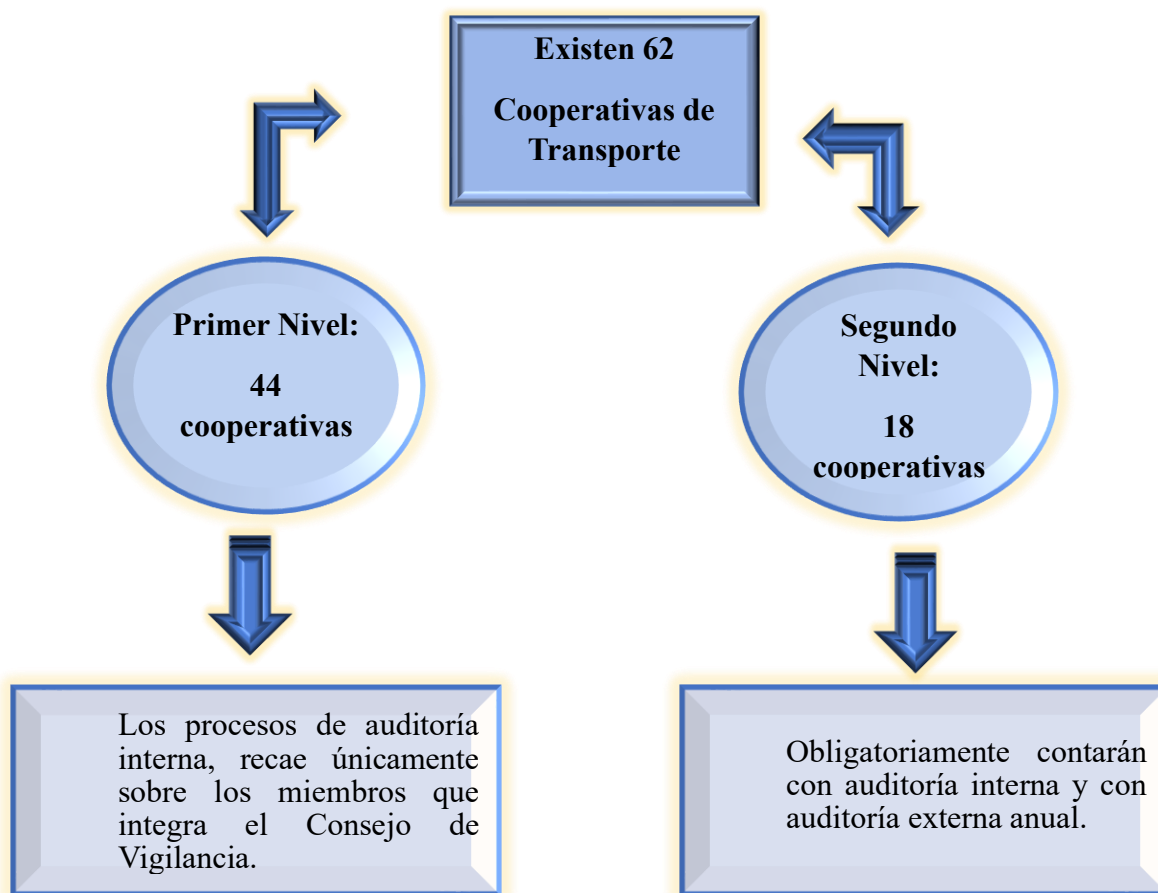 Existen 62
Cooperativas de
Transporte
Primer Nivel:
44
cooperativas
Segundo
Nivel:
18
cooperativas
Los procesos de auditoría
interna, recae únicamente
sobre los miembros que
integra el Consejo de
Vigilancia.
Obligatoriamente contarán
con auditoría interna y con
auditoría externa anual.